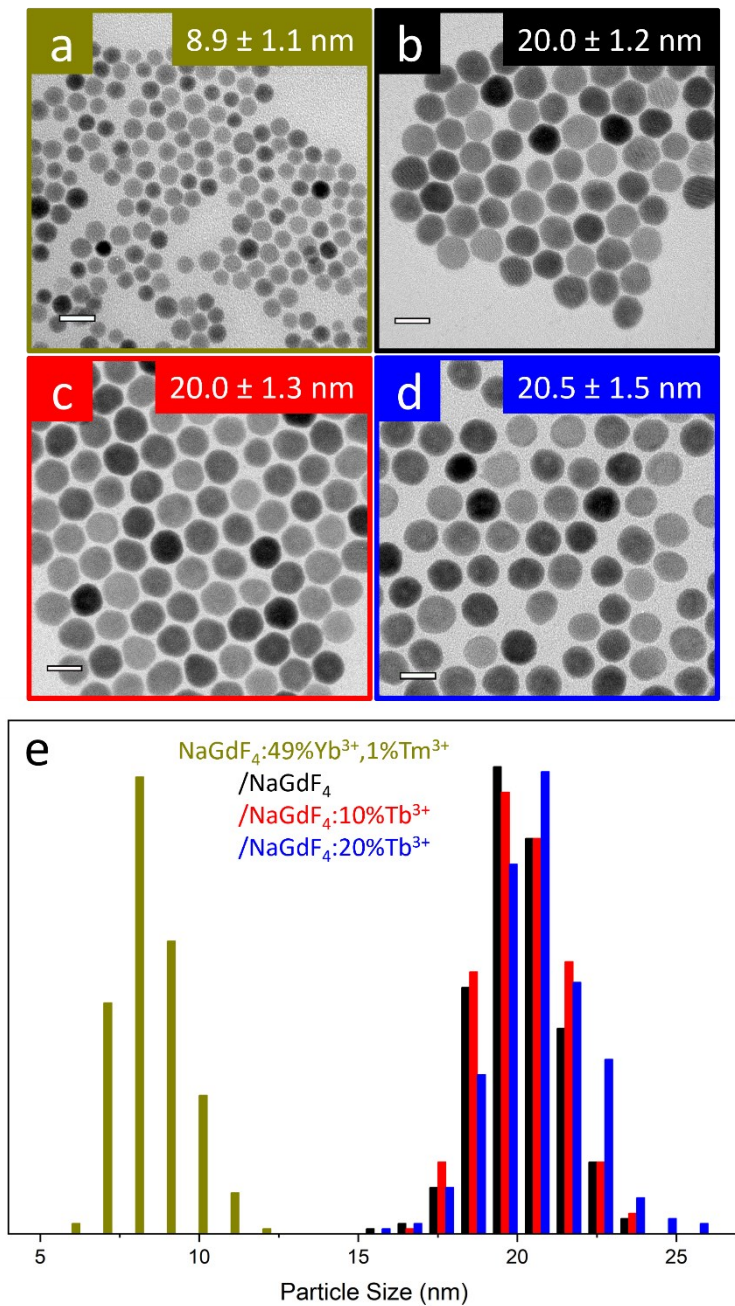 a 8.9 ± 1.1 nm
b 20.0 ± 1.2 nm
c 20.0 ± 1.3 nm
d 20.5 ± 1.5 nm
e
NaGdF₄:49%Yb³⁺,1%Tm³⁺
/NaGdF₄
/NaGdF₄:10%Tb³⁺
/NaGdF₄:20%Tb³⁺
5 10 15 20 25
Particle Size (nm)